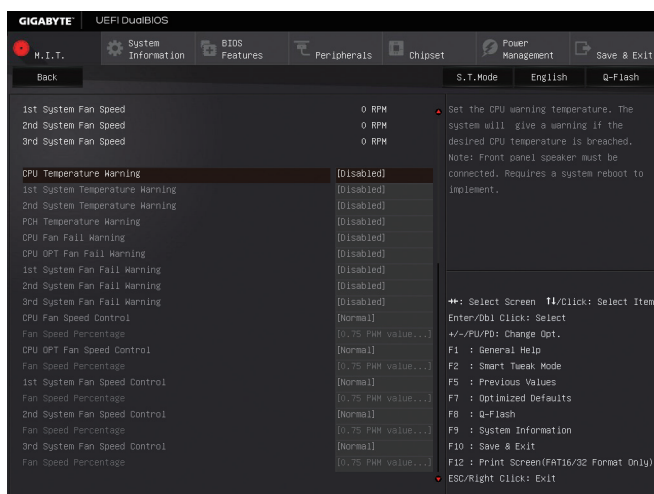 GIGABYTE™ UEFI DualBIOS
M.I.T. System Information BIOS Features Peripherals Chipset Power Management Save & Exit
Back S.T.Mode English Q-Flash
1st System Fan Speed 0 RPM
2nd System Fan Speed 0 RPM
3rd System Fan Speed 0 RPM
CPU Temperature Warning [Disabled]
1st System Temperature Warning [Disabled]
2nd System Temperature Warning [Disabled]
PCH Temperature Warning [Disabled]
CPU Fan Fail Warning [Disabled]
CPU OPT Fan Fail Warning [Disabled]
1st System Fan Fail Warning [Disabled]
2nd System Fan Fail Warning [Disabled]
3rd System Fan Fail Warning [Disabled]
CPU Fan Speed Control [Normal]
Fan Speed Percentage [0.75 PWM value...]
CPU OPT Fan Speed Control [Normal]
Fan Speed Percentage [0.75 PWM value...]
1st System Fan Speed Control [Normal]
Fan Speed Percentage [0.75 PWM value...]
2nd System Fan Speed Control [Normal]
Fan Speed Percentage [0.75 PWM value...]
3rd System Fan Speed Control [Normal]
Fan Speed Percentage [0.75 PWM value...]
Set the CPU warning temperature. The
system will give a warning if the
desired CPU temperature is breached.
Note: Front panel speaker must be
connected. Requires a system reboot to
implement.
→←: Select Screen ↑↓/Click: Select Item
Enter/Dbl Click: Select
+/-/PU/PD: Change Opt.
F1 : General Help
F2 : Smart Tweak Mode
F5 : Previous Values
F7 : Optimized Defaults
F8 : Q-Flash
F9 : System Information
F10 : Save & Exit
F12 : Print Screen(FAT16/32 Format Only)
ESC/Right Click: Exit